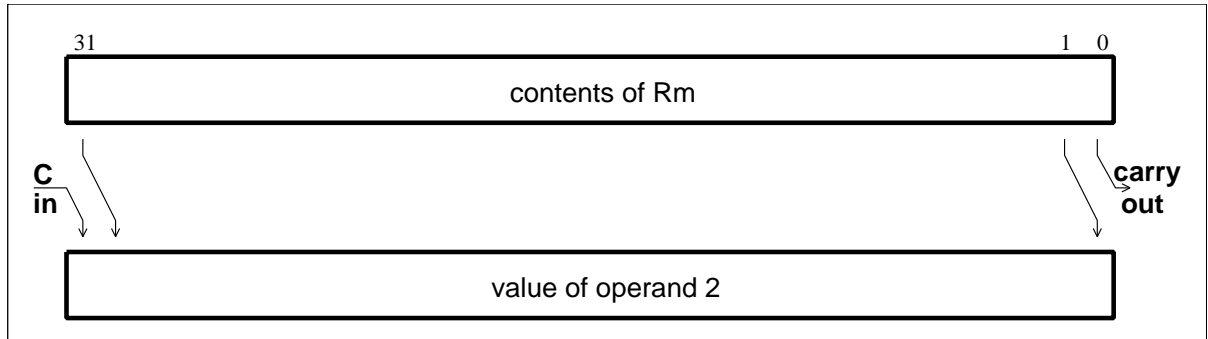 31 1 0
contents of Rm
C in
carry out
value of operand 2